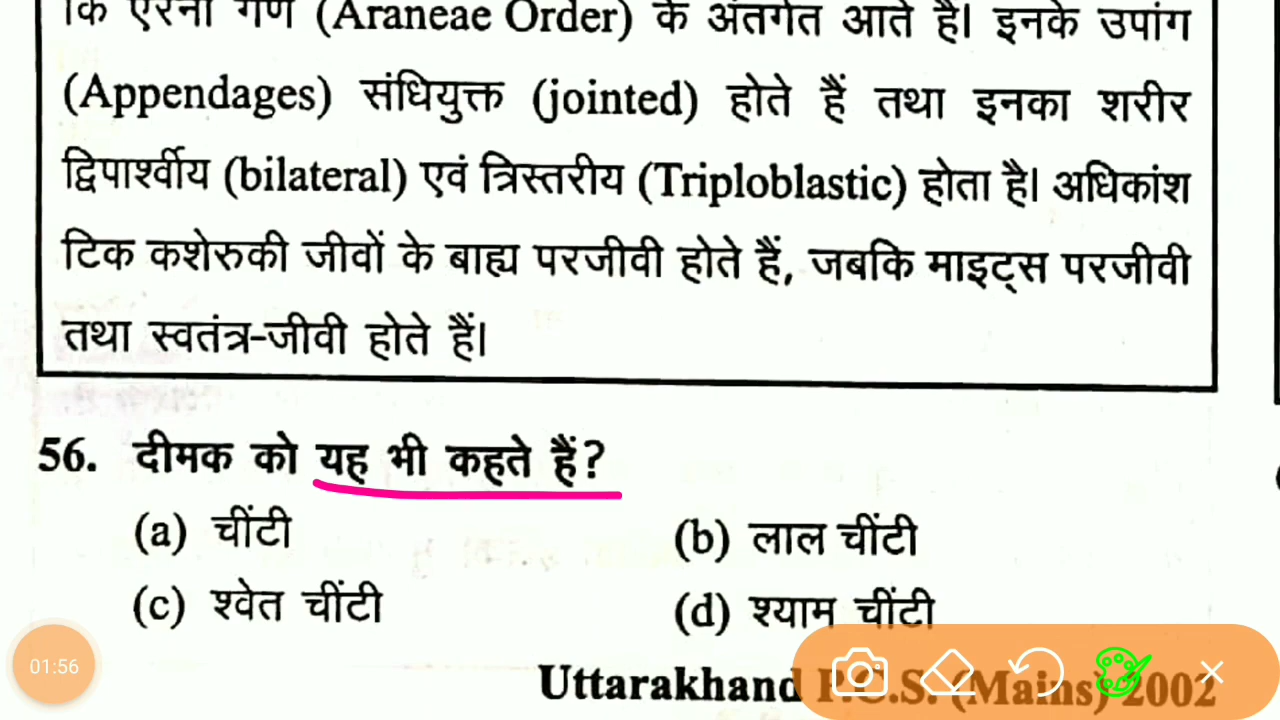 कि एरेनी गण (Araneae Order) के अंतर्गत आते हैं। इनके उपांग
(Appendages) संधियुक्त (jointed) होते हैं तथा इनका शरीर
द्विपार्श्वीय (bilateral) एवं त्रिस्तरीय (Triploblastic) होता है। अधिकांश
टिक कशेरुकी जीवों के बाह्य परजीवी होते हैं, जबकि माइट्स परजीवी
तथा स्वतंत्र-जीवी होते हैं।
56. दीमक को यह भी कहते हैं?
(a) चींटी (b) लाल चींटी
(c) श्वेत चींटी (d) श्याम चींटी
Uttarakhand P.C.S. (Mains) 2002
01:56